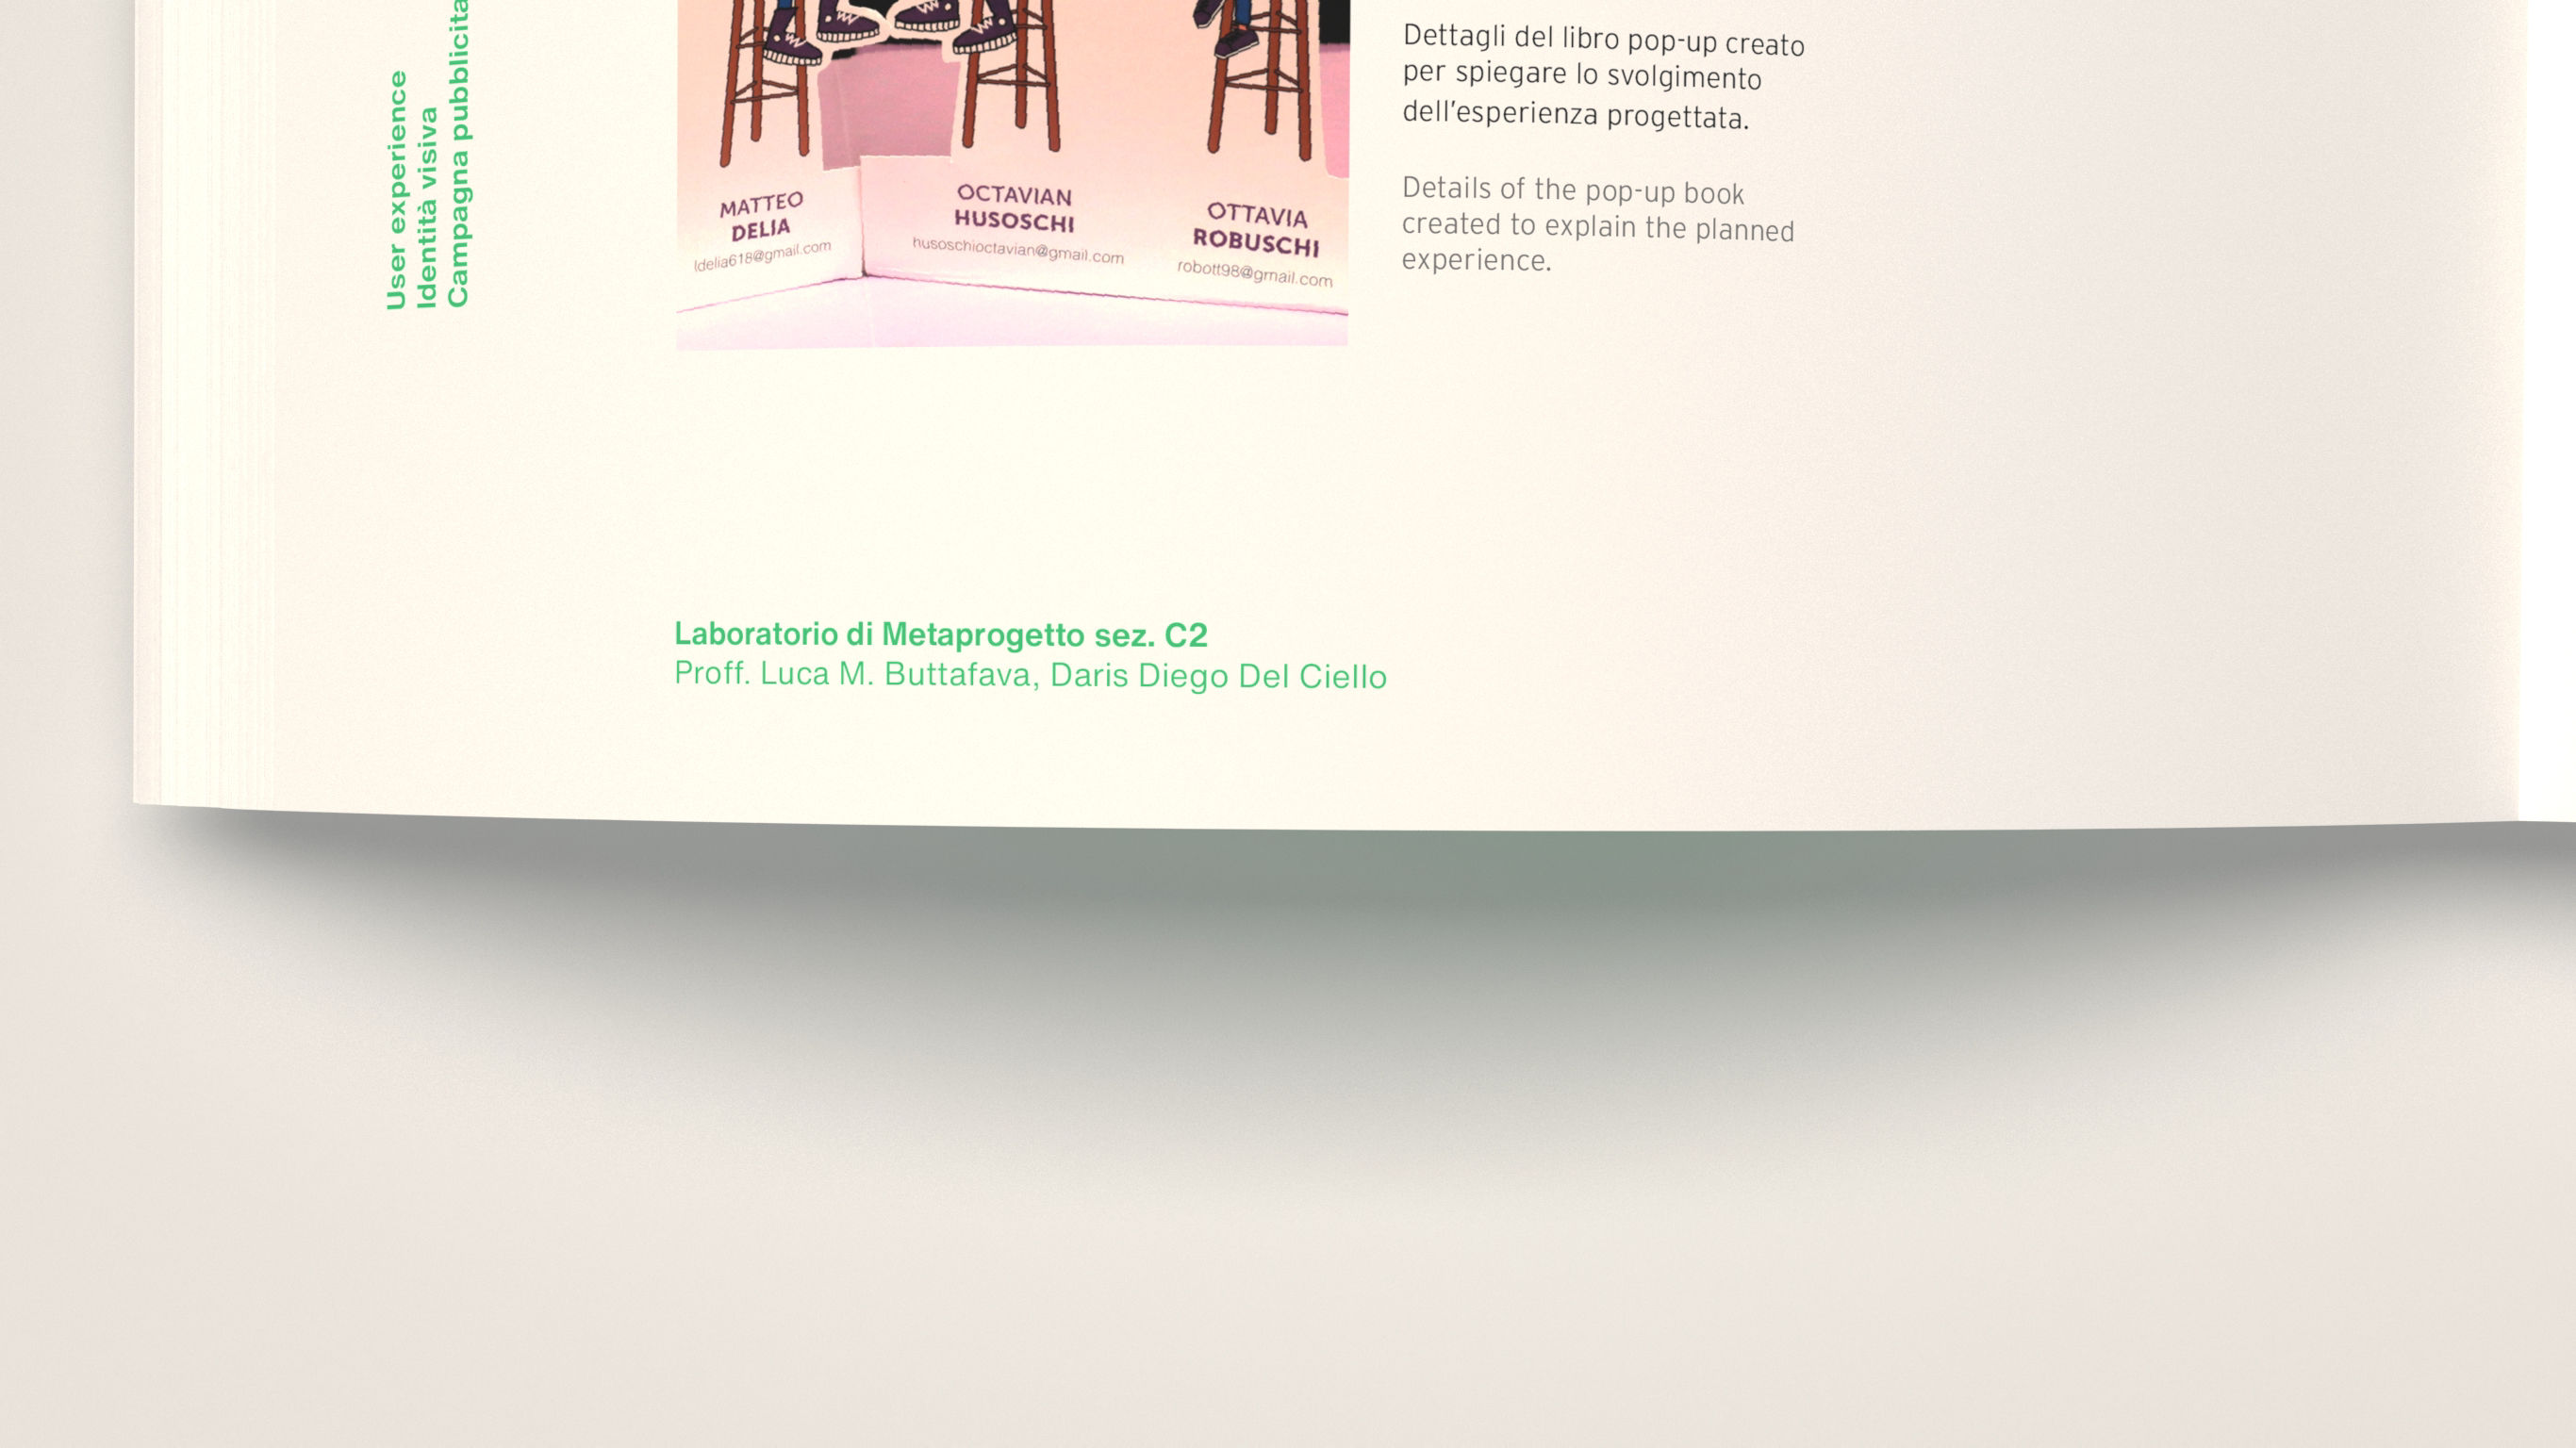 User experience
Identità visiva
Campagna pubblicita
MATTEO
DELIA
ldelia618@gmail.com
OCTAVIAN
HUSOSCHI
husoschioctavian@gmail.com
OTTAVIA
ROBUSCHI
robott98@gmail.com
Dettagli del libro pop-up creato
per spiegare lo svolgimento
dell'esperienza progettata.
Details of the pop-up book
created to explain the planned
experience.
Laboratorio di Metaprogetto sez. C2
Proff. Luca M. Buttafava, Daris Diego Del Ciello